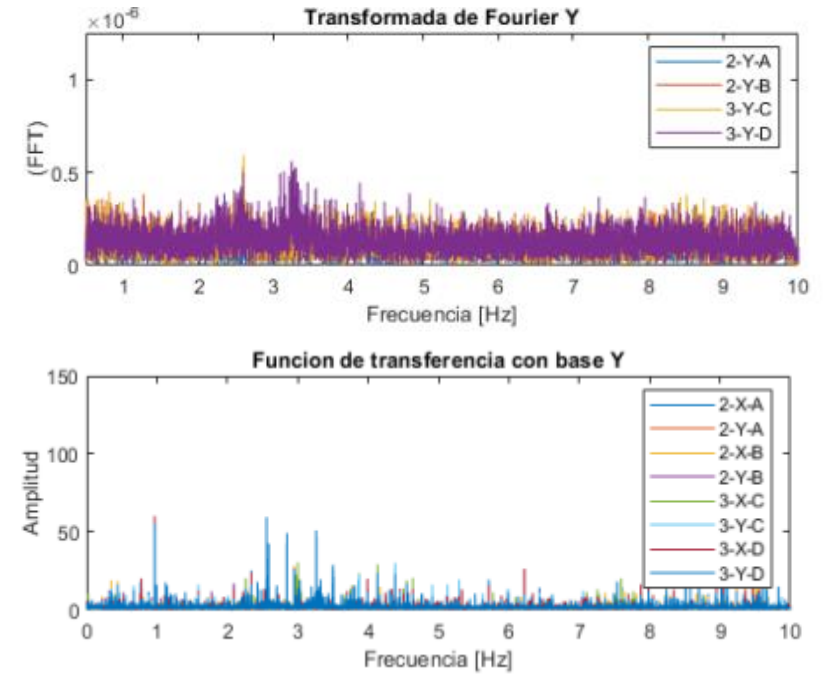 ×10⁻⁶
Transformada de Fourier Y
1
0.5
0
(FFT)
2-Y-A
2-Y-B
3-Y-C
3-Y-D
1 2 3 4 5 6 7 8 9 10
Frecuencia [Hz]
Funcion de transferencia con base Y
150
100
50
0
Amplitud
2-X-A
2-Y-A
2-X-B
2-Y-B
3-X-C
3-Y-C
3-X-D
3-Y-D
0 1 2 3 4 5 6 7 8 9 10
Frecuencia [Hz]